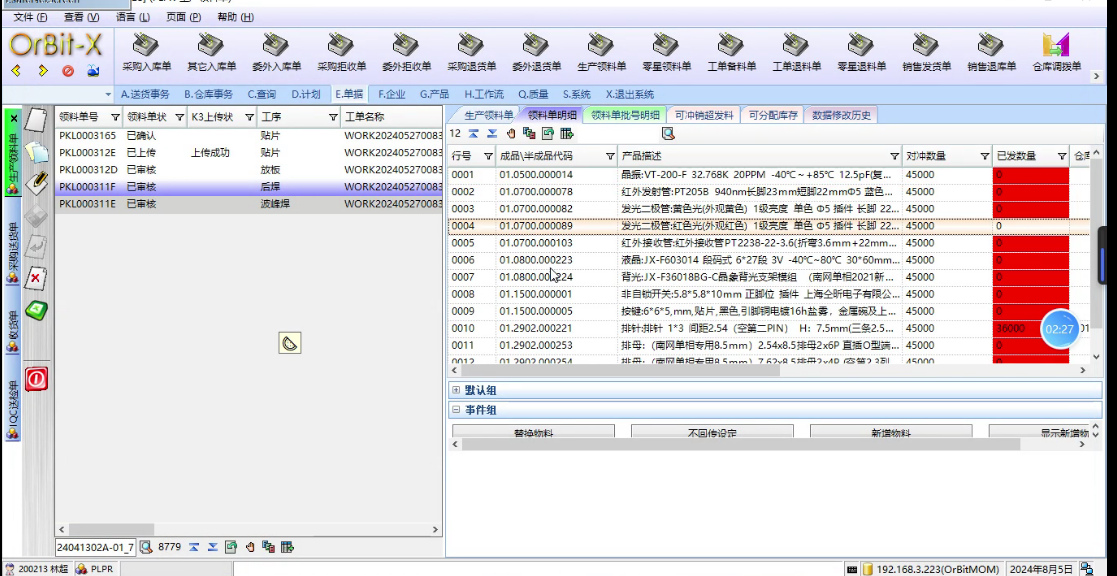 文件 (F) 查看 (V) 语言 (L) 页面 (P) 帮助 (H)
OrBit-X
采购入库单 其它入库单 委外入库单 采购拒收单 委外拒收单 采购退货单 委外退货单 生产领料单 零星领料单 工单备料单 工单退料单 零星退料单 销售发货单 销售退库单 仓库调拨单
A.送货事务 B.仓库事务 C.查询 D.计划 E.单据 F.企业 G.产品 H.工作流 Q.质量 S.系统 X.退出系统
生产领料单
采购送货单
收货单
IQC送检单
领料单号 领料单状 K3上传状 工序 工单名称
PKL0003165 已确认 贴片 WORK202405270083
PKL000312E 已上传 上传成功 贴片 WORK202405270083
PKL000312D 已审核 放板 WORK202405270083
PKL000311F 已审核 后焊 WORK202405270083
PKL000311E 已审核 波峰焊 WORK202405270083
24041302A-01_7 8779
生产领料单 领料单明细 领料单批号明细 可冲销超发料 可分配库存 数据修改历史
12
行号 成品\半成品代码 产品描述 对冲数量 已发数量
0001 01.0500.000014 晶振:VT-200-F 32.768K 20PPM -40℃~+85℃ 12.5pF(复... 45000 0
0002 01.0700.000078 红外发射管:PT205B 940nm长脚23mm短脚22mmΦ5 蓝色... 45000 0
0003 01.0700.000082 发光二极管:黄色光(外观黄色) 1级亮度 单色 Φ5 插件 长脚 22... 45000 0
0004 01.0700.000089 发光二极管:红色光(外观红色) 1级亮度 单色 Φ5 插件 长脚 22... 45000 0
0005 01.0700.000103 红外接收管:红外接收管PT2238-22-3.6(折弯3.6mm+22mm... 45000 0
0006 01.0800.000223 液晶:JX-F603014 段码式 6*27段 3V -40℃~80℃ 30*60mm... 45000 0
0007 01.0800.000224 背光:JX-F36018BG-C晶象背光支架模组 （南网单相2021新... 45000 0
0008 01.1500.000001 非自锁开关:5.8*5.8*10mm 正脚位 插件 上海仝昕电子有限公... 45000 0
0009 01.1500.000005 按键:6*6*5,mm,贴片,黑色,引脚铜电镀16h盐雾，金属碗及上... 45000 0
0010 01.2902.000221 排针:排针 1*3 间距2.54（空第二PIN） H：7.5mm(三条2.5... 45000 36000
02:27
0011 01.2902.000253 排母:（南网单相专用8.5mm）2.54x8.5排母2x6P 直插O型端... 45000 0
0012 01.2902.000254 排母:（南网单相专用8.5mm）7.62x8.5排母2x4P (空第2,3列 45000
默认组
事件组
替换物料 不回传设定 新增物料 显示新增物
200213 林超 PLPR 192.168.3.223(OrBitMOM) 2024年8月5日